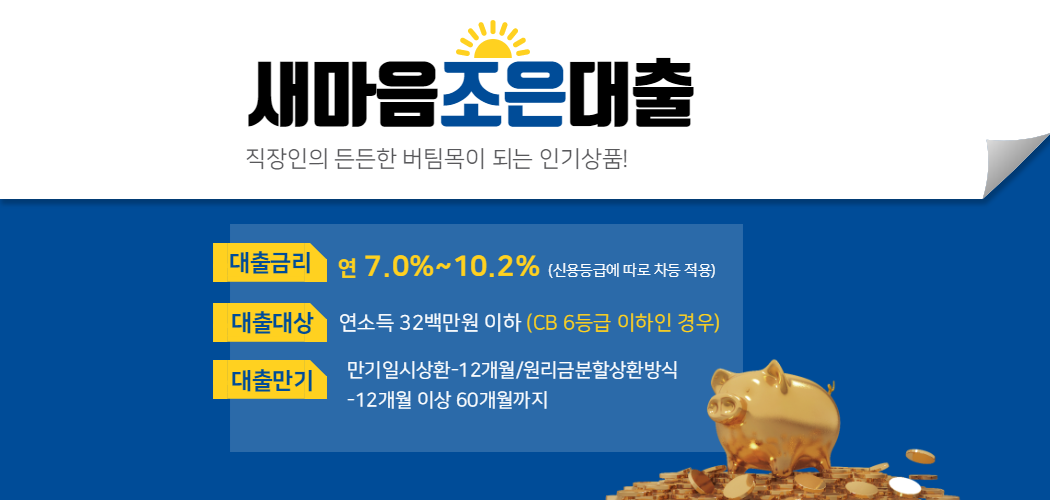 새마음조은대출
직장인의 든든한 버팀목이 되는 인기상품!
대출금리
연 7.0%~10.2% (신용등급에 따로 차등 적용)
대출대상
연소득 32백만원 이하 (CB 6등급 이하인 경우)
대출만기
만기일시상환-12개월/원리금분할상환방식
-12개월 이상 60개월까지